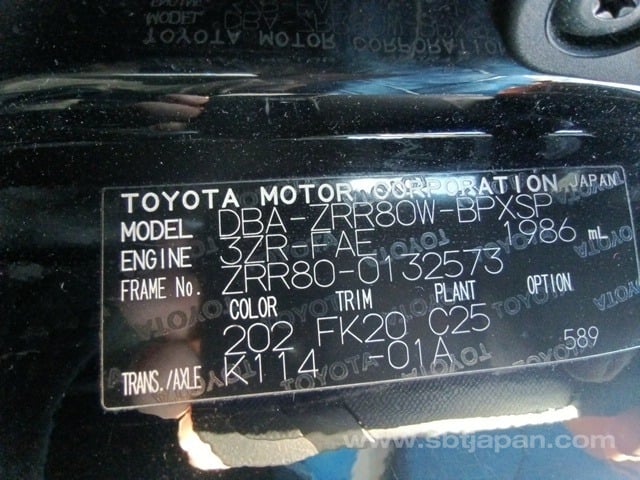 TOYOTA MOTOR CORPORATION JAPAN
MODEL DBA-ZRR80W-BPXSP
ENGINE 3ZR-FAE 1986 mL
FRAME No. ZRR80-0132573
COLOR TRIM PLANT OPTION
202 FK20 C25
TRANS./AXLE K114 -01A 589
www.sbtjapan.com